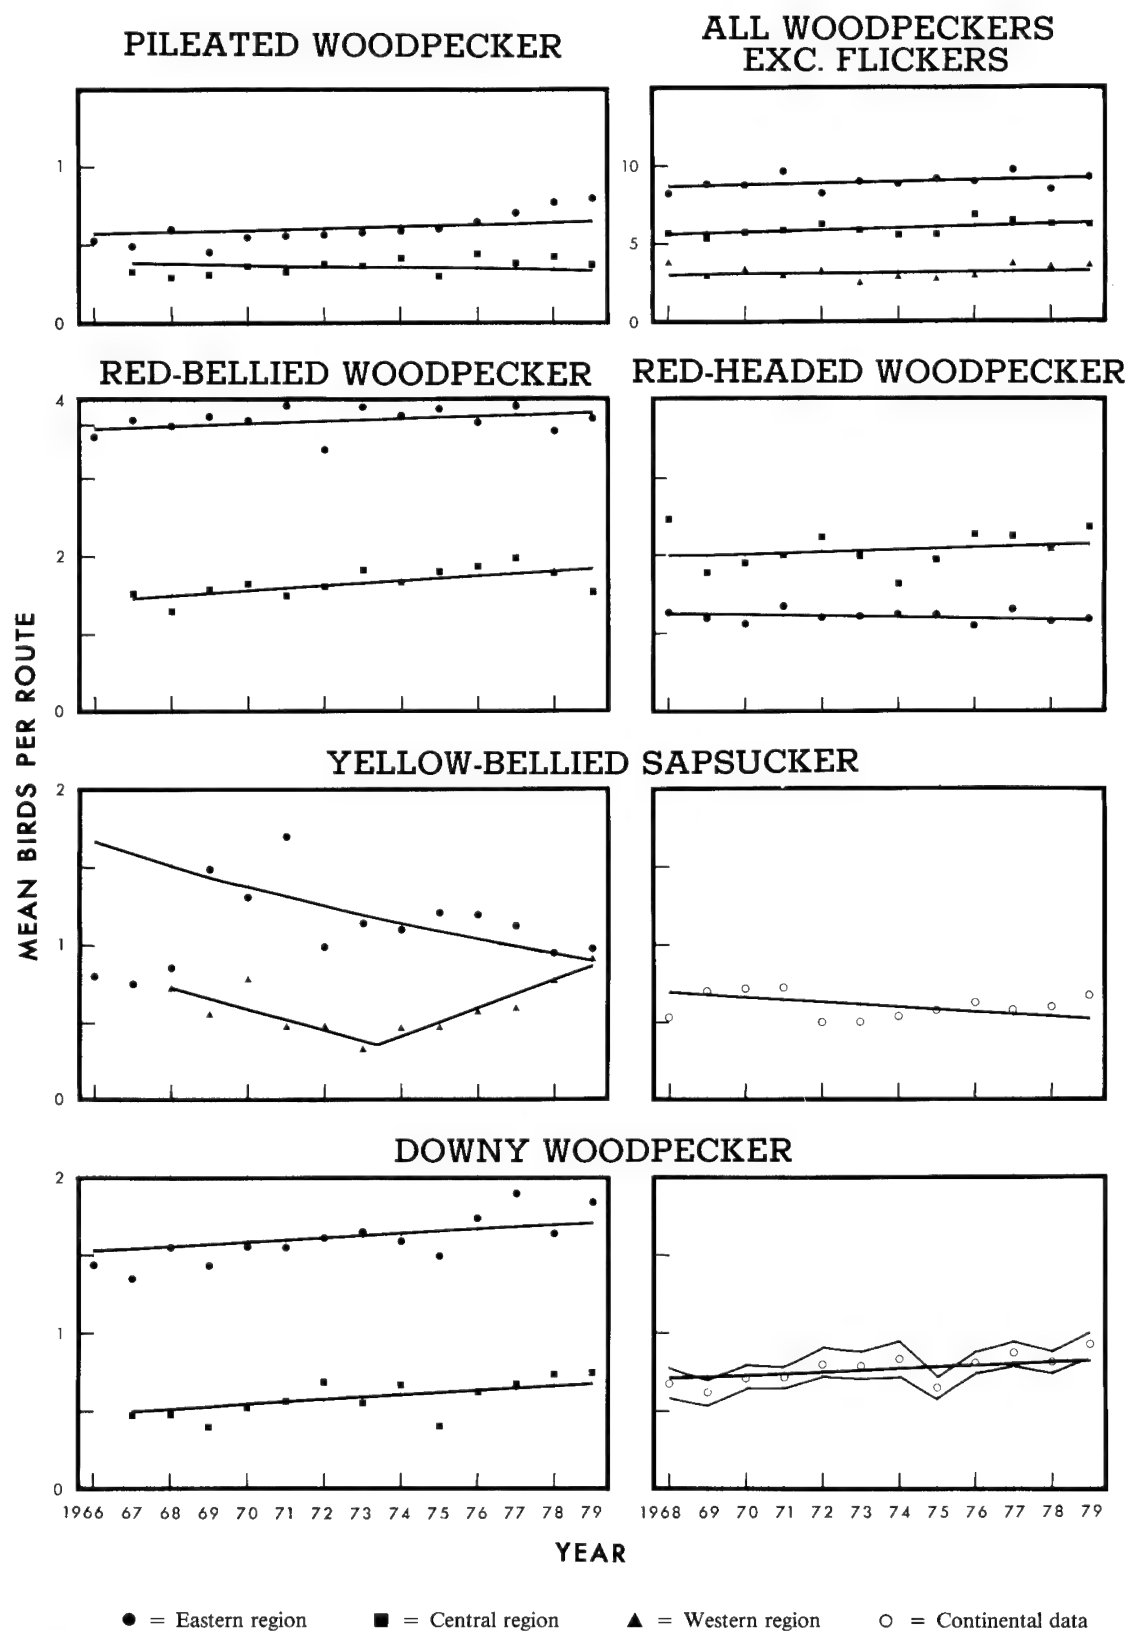 PILEATED WOODPECKER
ALL WOODPECKERS
EXC. FLICKERS
1
0
10
5
0
RED-BELLIED WOODPECKER
RED-HEADED WOODPECKER
4
2
0
MEAN BIRDS PER ROUTE
YELLOW-BELLIED SAPSUCKER
2
1
0
DOWNY WOODPECKER
2
1
0
1966 67 68 69 70 71 72 73 74 75 76 77 78 79
1968 69 70 71 72 73 74 75 76 77 78 79
YEAR
● = Eastern region ■ = Central region ▲ = Western region ○ = Continental data